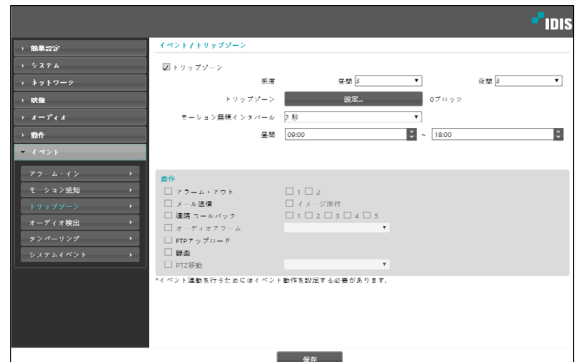 IDIS
簡単設定
システム
ネットワーク
映像
オーディオ
動作
イベント
アラーム・イン
モーション感知
トリップゾーン
オーディオ検出
タンパーリング
システムイベント
イベント / トリップゾーン
トリップゾーン
感度 昼間 3 夜間 3
トリップゾーン 設定... 0ブロック
モーション無視インタバール 2 秒
昼間 09:00 ~ 18:00
動作
アラーム・アウト 1 2
メール送信 イメージ添付
遠隔 コールバック 1 2 3 4 5
オーディオアラーム
FTPアップロード
録画
PTZ移動
*イベント連動を行うためにはイベント動作を設定する必要があります.
保存